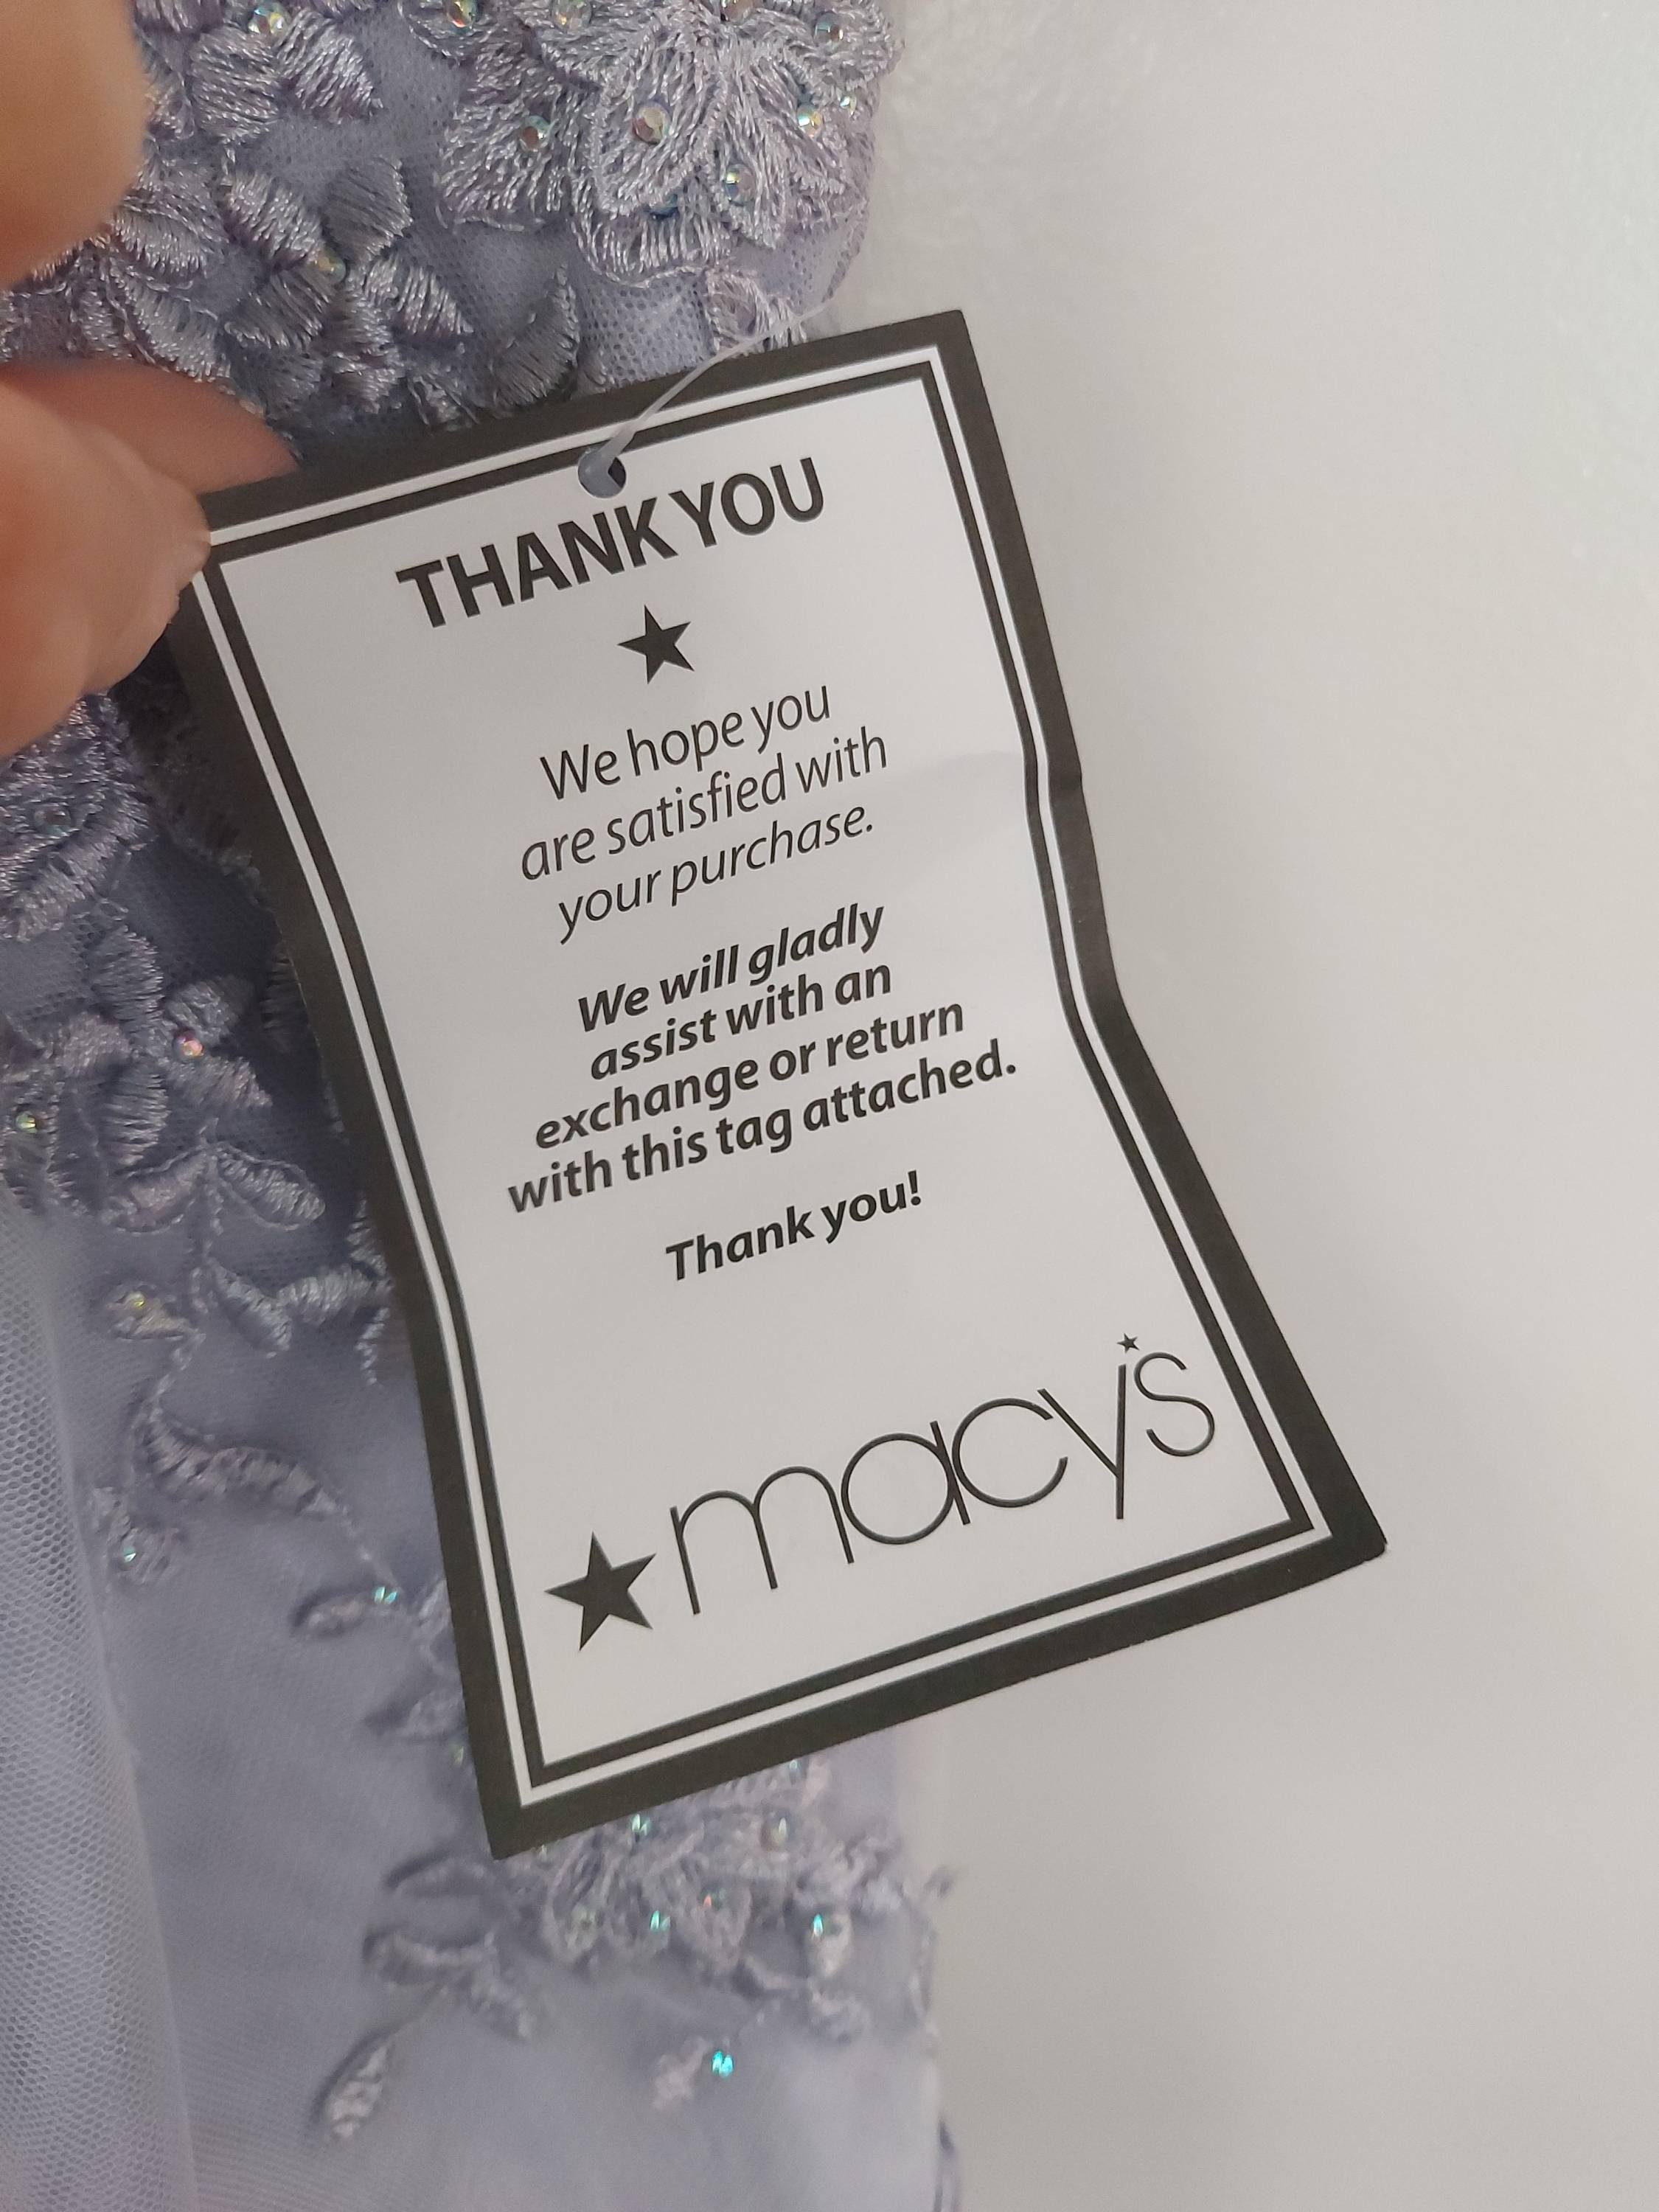 THANK YOU
We hope you
are satisfied with
your purchase.
We will gladly
assist with an
exchange or return
with this tag attached.
Thank you!
macy's